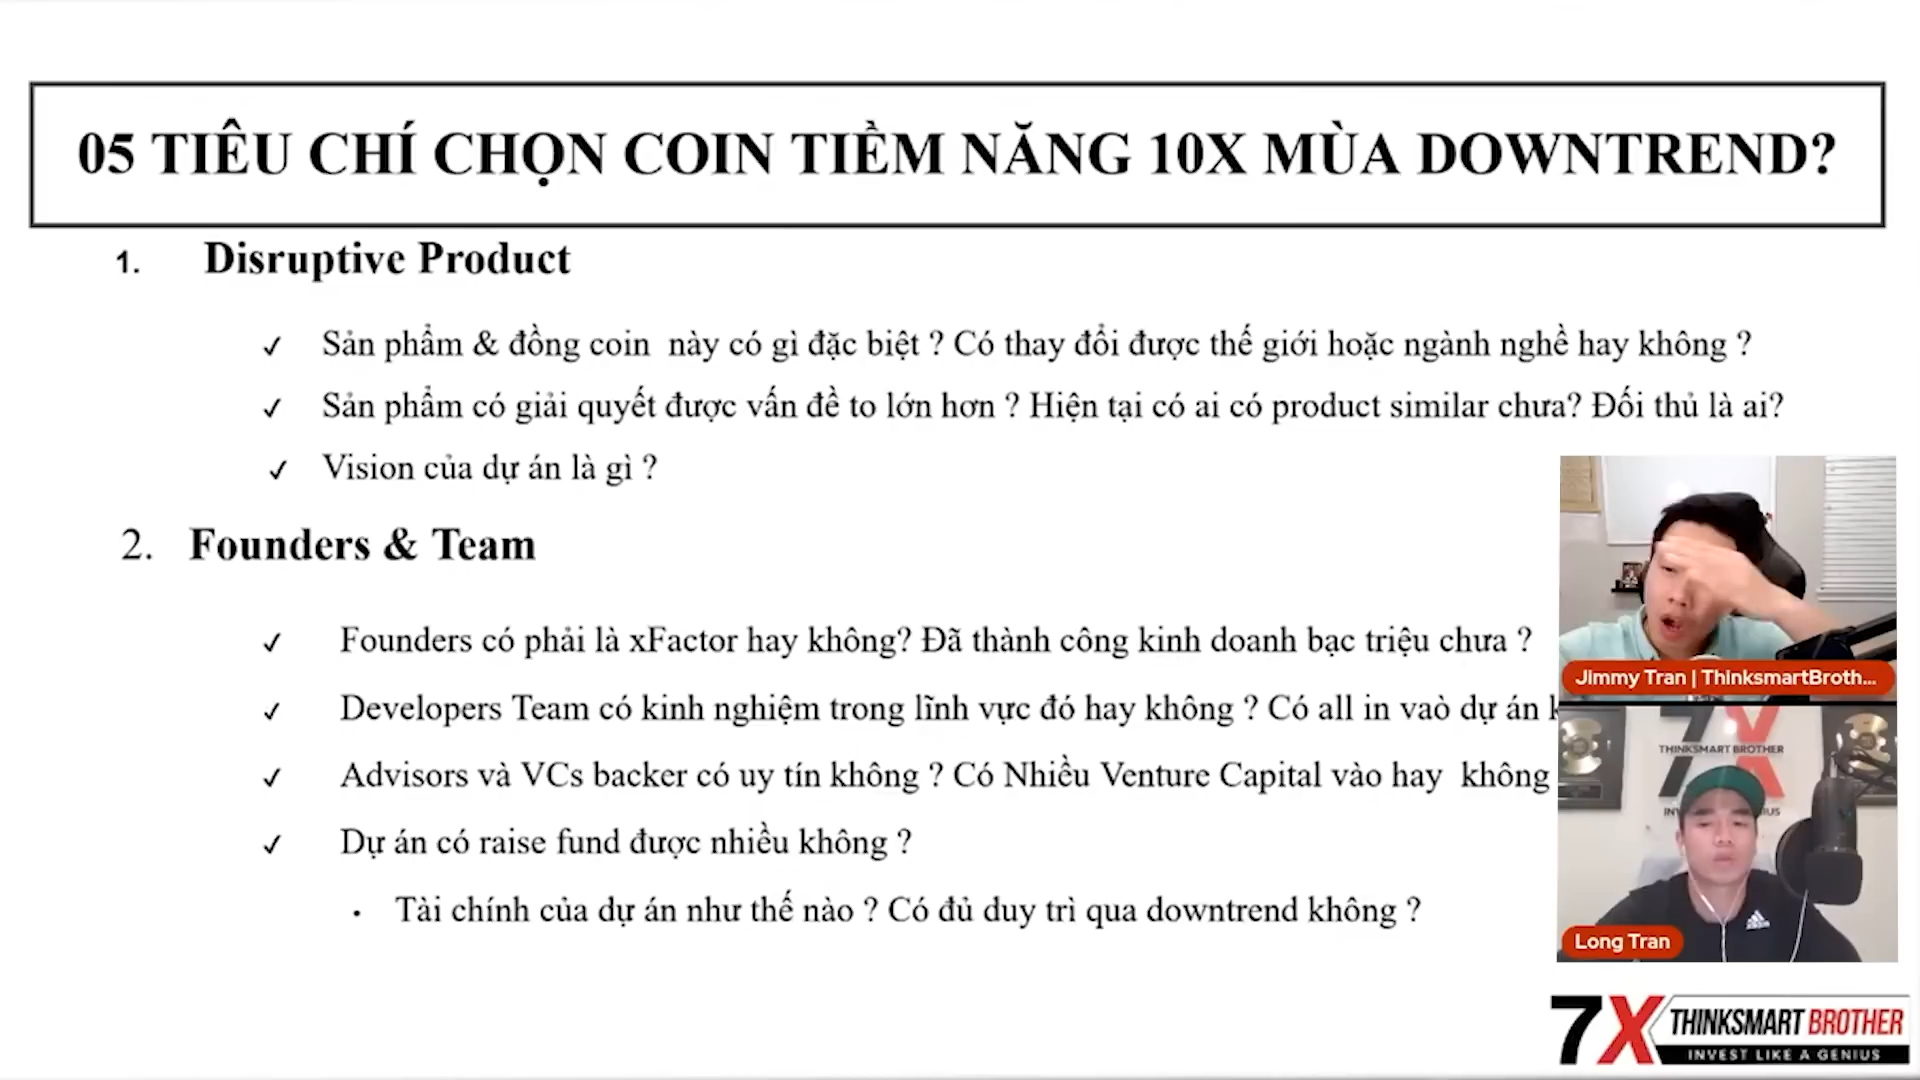 05 TIÊU CHÍ CHỌN COIN TIỀM NĂNG 10X MÙA DOWNTREND?
1. Disruptive Product
✓ Sản phẩm & đồng coin này có gì đặc biệt ? Có thay đổi được thế giới hoặc ngành nghề hay không ?
✓ Sản phẩm có giải quyết được vấn đề to lớn hơn ? Hiện tại có ai có product similar chưa? Đối thủ là ai?
✓ Vision của dự án là gì ?
2. Founders & Team
✓ Founders có phải là xFactor hay không? Đã thành công kinh doanh bạc triệu chưa ?
✓ Developers Team có kinh nghiệm trong lĩnh vực đó hay không ? Có all in vaò dự án
✓ Advisors và VCs backer có uy tín không ? Có Nhiều Venture Capital vào hay không
✓ Dự án có raise fund được nhiều không ?
• Tài chính của dự án như thế nào ? Có đủ duy trì qua downtrend không ?
Jimmy Tran | ThinksmartBroth...
7X
THINKSMART BROTHER
Long Tran
7X THINKSMART BROTHER
INVEST LIKE A GENIUS